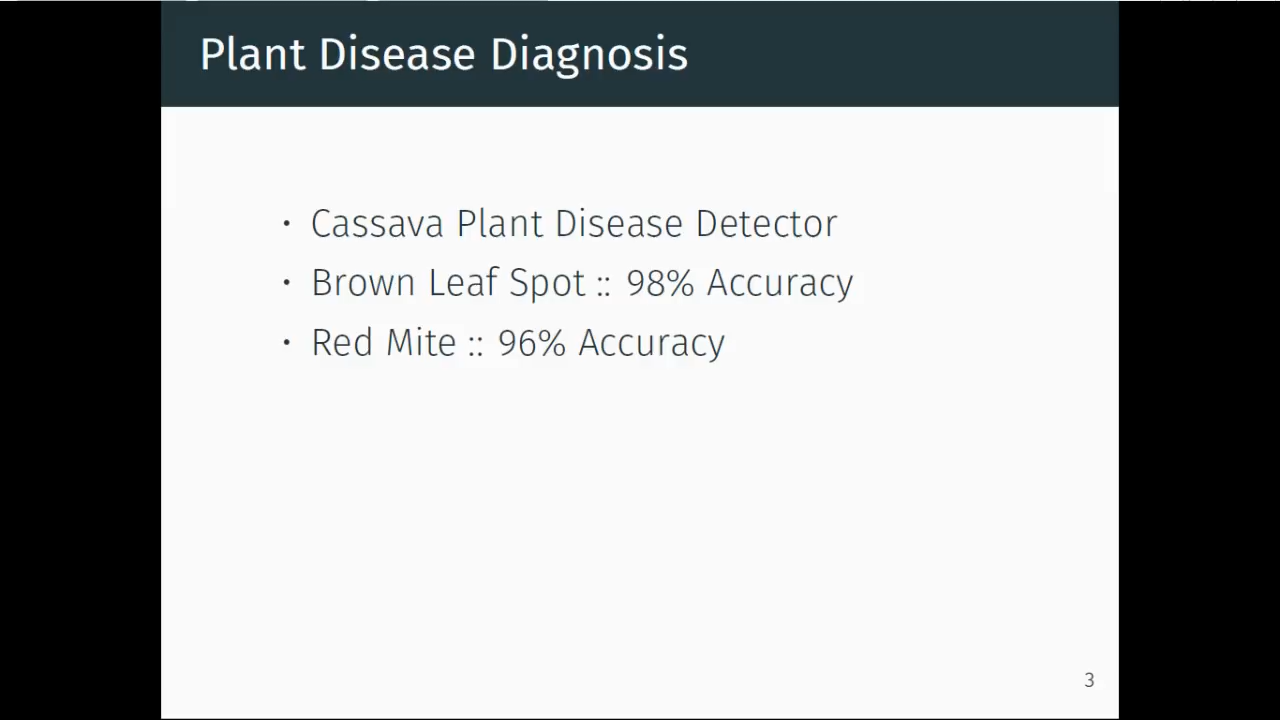 Plant Disease Diagnosis
• Cassava Plant Disease Detector
• Brown Leaf Spot :: 98% Accuracy
• Red Mite :: 96% Accuracy
3